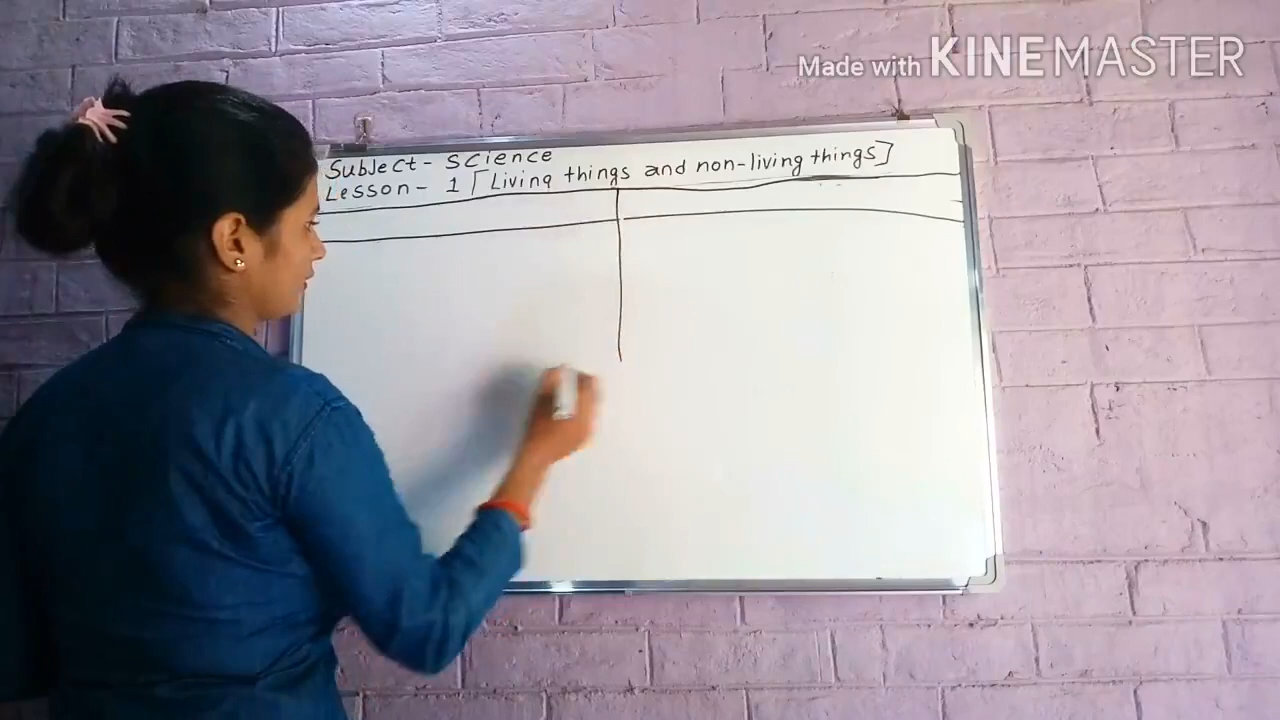 Made with KINEMASTER
Subject - Science
Lesson - 1 [Living things and non-living things]